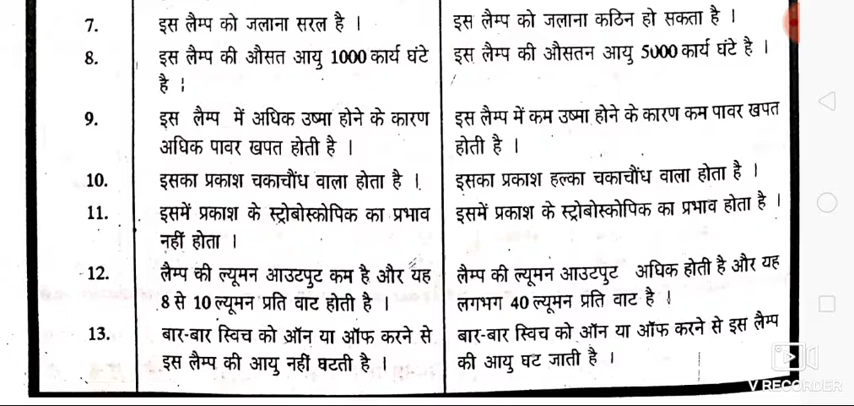 7. इस लैम्प को जलाना सरल है । इस लैम्प को जलाना कठिन हो सकता है ।
8. इस लैम्प की औसत आयु 1000 कार्य घंटे इस लैम्प की औसतन आयु 5000 कार्य घंटे है ।
है ।
9. इस लैम्प में अधिक उष्मा होने के कारण इस लैम्प में कम उष्मा होने के कारण कम पावर खपत
अधिक पावर खपत होती है । होती है ।
10. इसका प्रकाश चकाचौंध वाला होता है । इसका प्रकाश हल्का चकाचौंध वाला होता है ।
11. इसमें प्रकाश के स्ट्रोबोस्कोपिक का प्रभाव इसमें प्रकाश के स्ट्रोबोस्कोपिक का प्रभाव होता है ।
नहीं होता ।
12. लैम्प की ल्यूमन आउटपुट कम है और यह लैम्प की ल्यूमन आउटपुट अधिक होती है और यह
8 से 10 ल्यूमन प्रति वाट होती है । लगभग 40 ल्यूमन प्रति वाट है ।
13. बार-बार स्विच को ऑन या ऑफ करने से बार-बार स्विच को ऑन या ऑफ करने से इस लैम्प
इस लैम्प की आयु नहीं घटती है । की आयु घट जाती है ।
V RECORDER